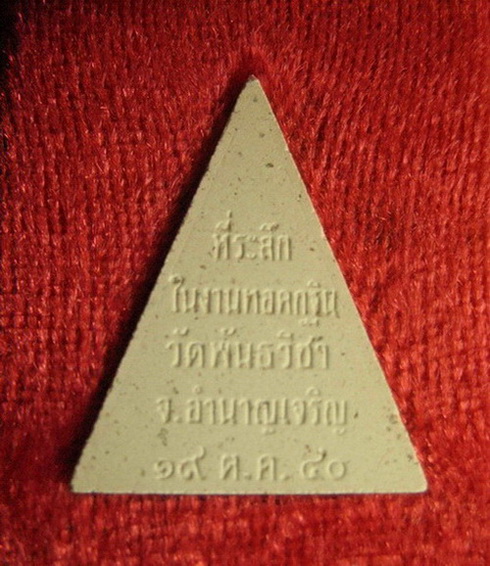 ที่ระลึก
ในงานทอดกฐิน
วัดพันธวีชา
จ.อำนาญเจริญ
๑๙ ต.ค. ๕๐